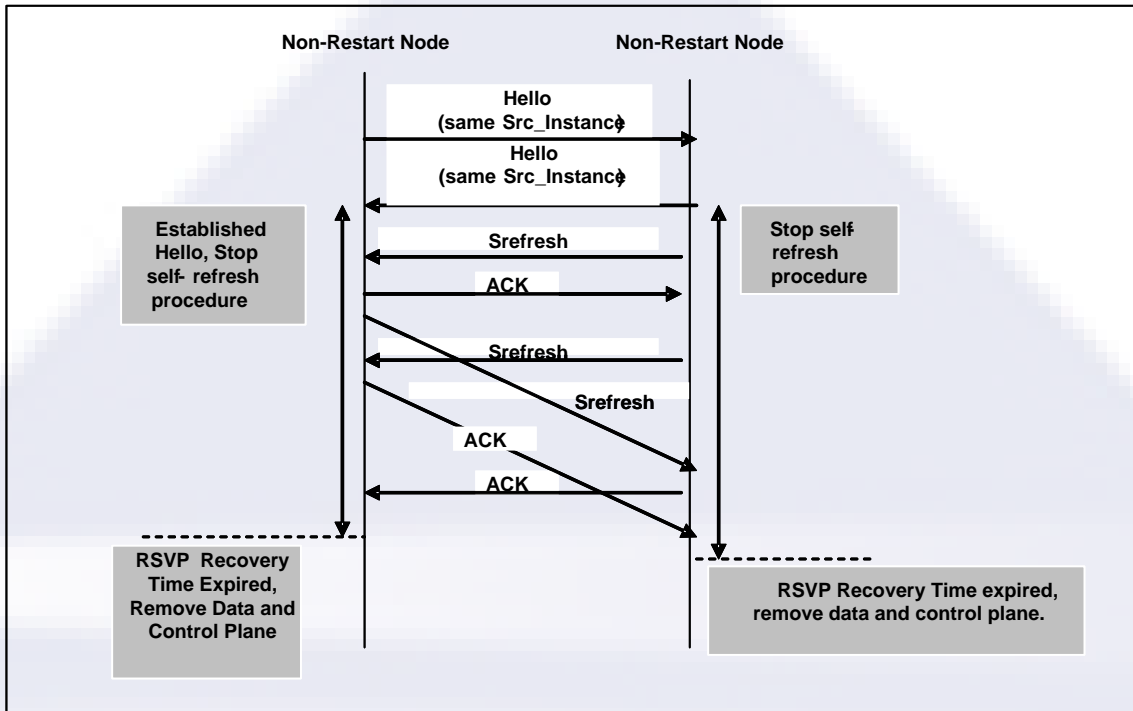 Non-Restart Node
Non-Restart Node
Hello
(same Src_Instance)
Hello
(same Src_Instance)
Established
Hello, Stop
self- refresh
procedure
Stop self-
refresh
procedure
Srefresh
ACK
Srefresh
Srefresh
ACK
ACK
RSVP Recovery
Time Expired,
Remove Data and
Control Plane
RSVP Recovery Time expired,
remove data and control plane.